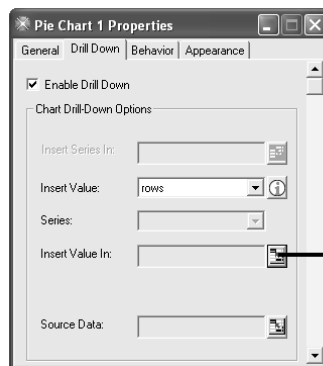 Pie Chart 1 Properties
General Drill Down Behavior Appearance
Enable Drill Down
Chart Drill-Down Options
Insert Series In:
Insert Value: rows
Series:
Insert Value In:
Source Data: